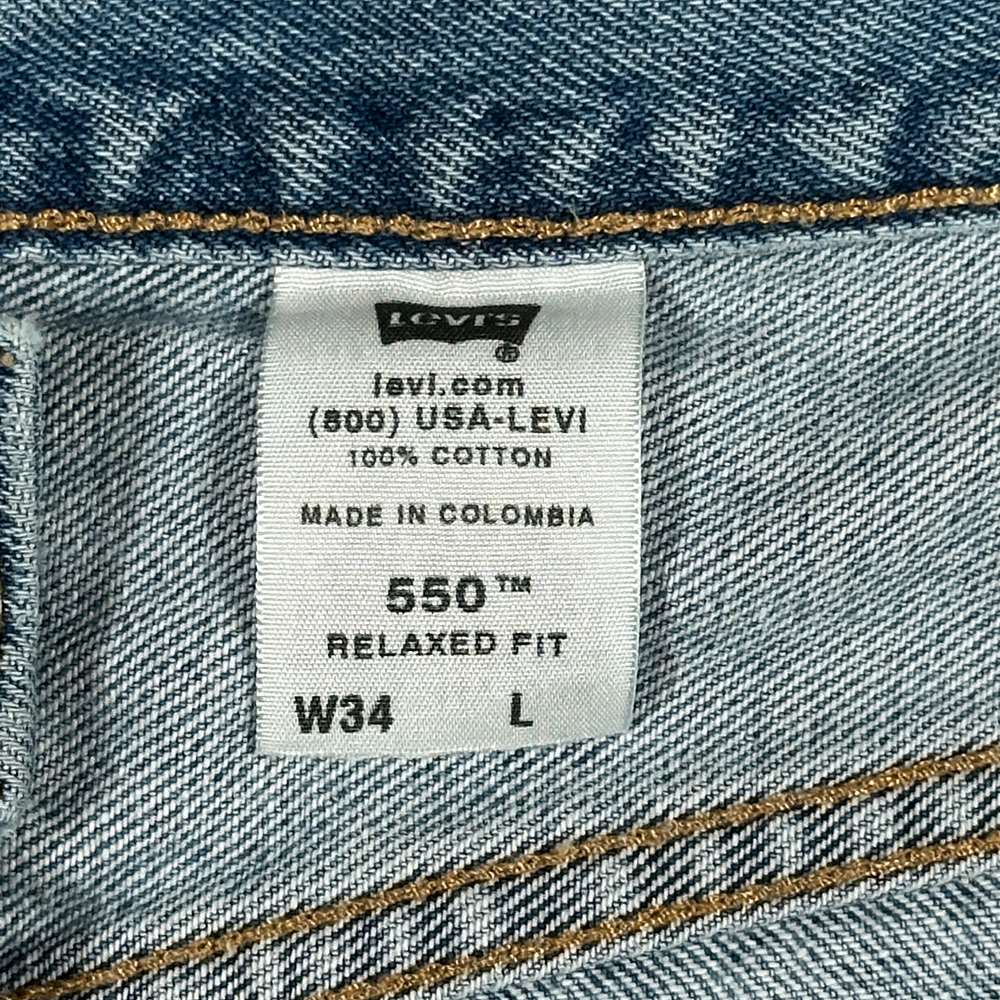 Levi's
®
levi.com
(800) USA-LEVI
100% COTTON
MADE IN COLOMBIA
550™
RELAXED FIT
W34 L